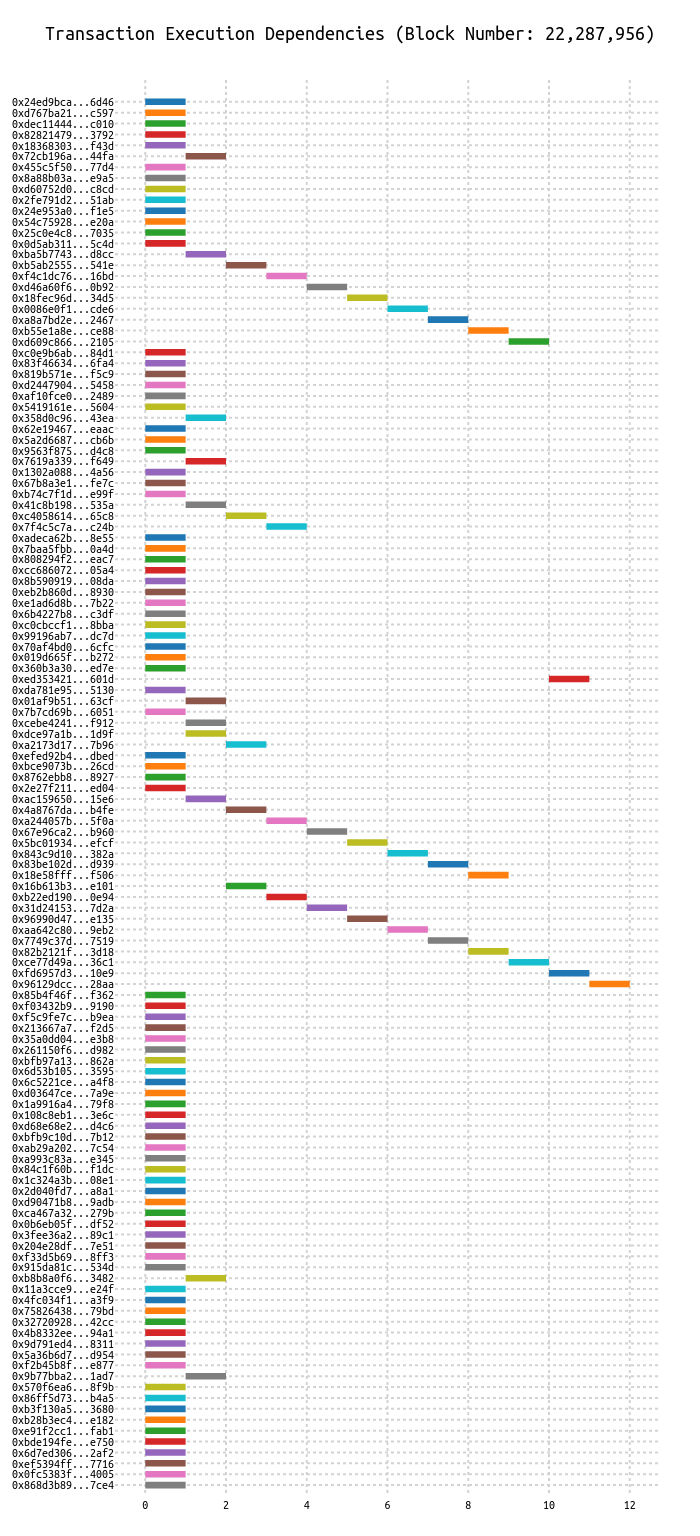 Transaction Execution Dependencies (Block Number: 22,287,956)
0x24ed9bca...6d46
0xd767ba21...c597
0xdec11444...c010
0x82821479...3792
0x18368303...f43d
0x72cb196a...44fa
0x455c5f50...77d4
0x8a88b03a...e9a5
0xd60752d0...c8cd
0x2fe791d2...51ab
0x24e953a0...f1e5
0x54c75928...e20a
0x25c0e4c8...7035
0x0d5ab311...5c4d
0xba5b7743...d8cc
0xb5ab2555...541e
0xf4c1dc76...16bd
0xd46a60f6...0b92
0x18fec96d...34d5
0x0086e0f1...cde6
0xa8a7bd2e...2467
0xb55e1a8e...ce88
0xd609c866...2105
0xc0e9b6ab...84d1
0x83f46634...6fa4
0x819b571e...f5c9
0xd2447904...5458
0xaf10fce0...2489
0x5419161e...5604
0x358d0c96...43ea
0x62e19467...eaac
0x5a2d6687...cb6b
0x9563f875...d4c8
0x7619a339...f649
0x1302a088...4a56
0x67b8a3e1...fe7c
0xb74c7f1d...e99f
0x41c8b198...535a
0xc4058614...65c8
0x7f4c5c7a...c24b
0xadeca62b...8e55
0x7baa5fbb...0a4d
0x808294f2...eac7
0xcc686072...05a4
0x8b590919...08da
0xeb2b860d...8930
0xe1ad6d8b...7b22
0x6b4227b8...c3df
0xc0cbccf1...8bba
0x99196ab7...dc7d
0x70af4bd0...6cfc
0x019d665f...b272
0x360b3a30...ed7e
0xed353421...601d
0xda781e95...5130
0x01af9b51...63cf
0x7b7cd69b...6051
0xcebe4241...f912
0xdce97a1b...1d9f
0xa2173d17...7b96
0xefed92b4...dbed
0xbce9073b...26cd
0x8762ebb8...8927
0x2e27f211...ed04
0xac159650...15e6
0x4a8767da...b4fe
0xa244057b...5f0a
0x67e96ca2...b960
0x5bc01934...efcf
0x843c9d10...382a
0x83be102d...d939
0x18e58fff...f506
0x16b613b3...e101
0xb22ed190...0e94
0x31d24153...7d2a
0x96990d47...e135
0xaa642c80...9eb2
0x7749c37d...7519
0x82b2121f...3d18
0xce77d49a...36c1
0xfd6957d3...10e9
0x96129dcc...28aa
0x85b4f46f...f362
0xf03432b9...9190
0xf5c9fe7c...b9ea
0x213667a7...f2d5
0x35a0dd04...e3b8
0x261150f6...d982
0xbfb97a13...862a
0x6d53b105...3595
0x6c5221ce...a4f8
0xd03647ce...7a9e
0x1a9916a4...79f8
0x108c8eb1...3e6c
0xd68e68e2...d4c6
0xbfb9c10d...7b12
0xab29a202...7c54
0xa993c83a...e345
0x84c1f60b...f1dc
0x1c324a3b...08e1
0x2d040fd7...a8a1
0xd90471b8...9adb
0xca467a32...279b
0x0b6eb05f...df52
0x3fee36a2...89c1
0x204e28df...7e51
0xf33d5b69...8ff3
0x915da81c...534d
0xb8b8a0f6...3482
0x11a3cce9...e24f
0x4fc034f1...a3f9
0x75826438...79bd
0x32720928...42cc
0x4b8332ee...94a1
0x9d791ed4...8311
0x5a36b6d7...d954
0xf2b45b8f...e877
0x9b77bba2...1ad7
0x570f6ea6...8f9b
0x86ff5d73...b4a5
0xb3f130a5...3680
0xb28b3ec4...e182
0xe91f2cc1...fab1
0xbde194fe...e750
0x6d7ed306...2af2
0xef5394ff...7716
0x0fc5383f...4005
0x868d3b89...7ce4
0 2 4 6 8 10 12